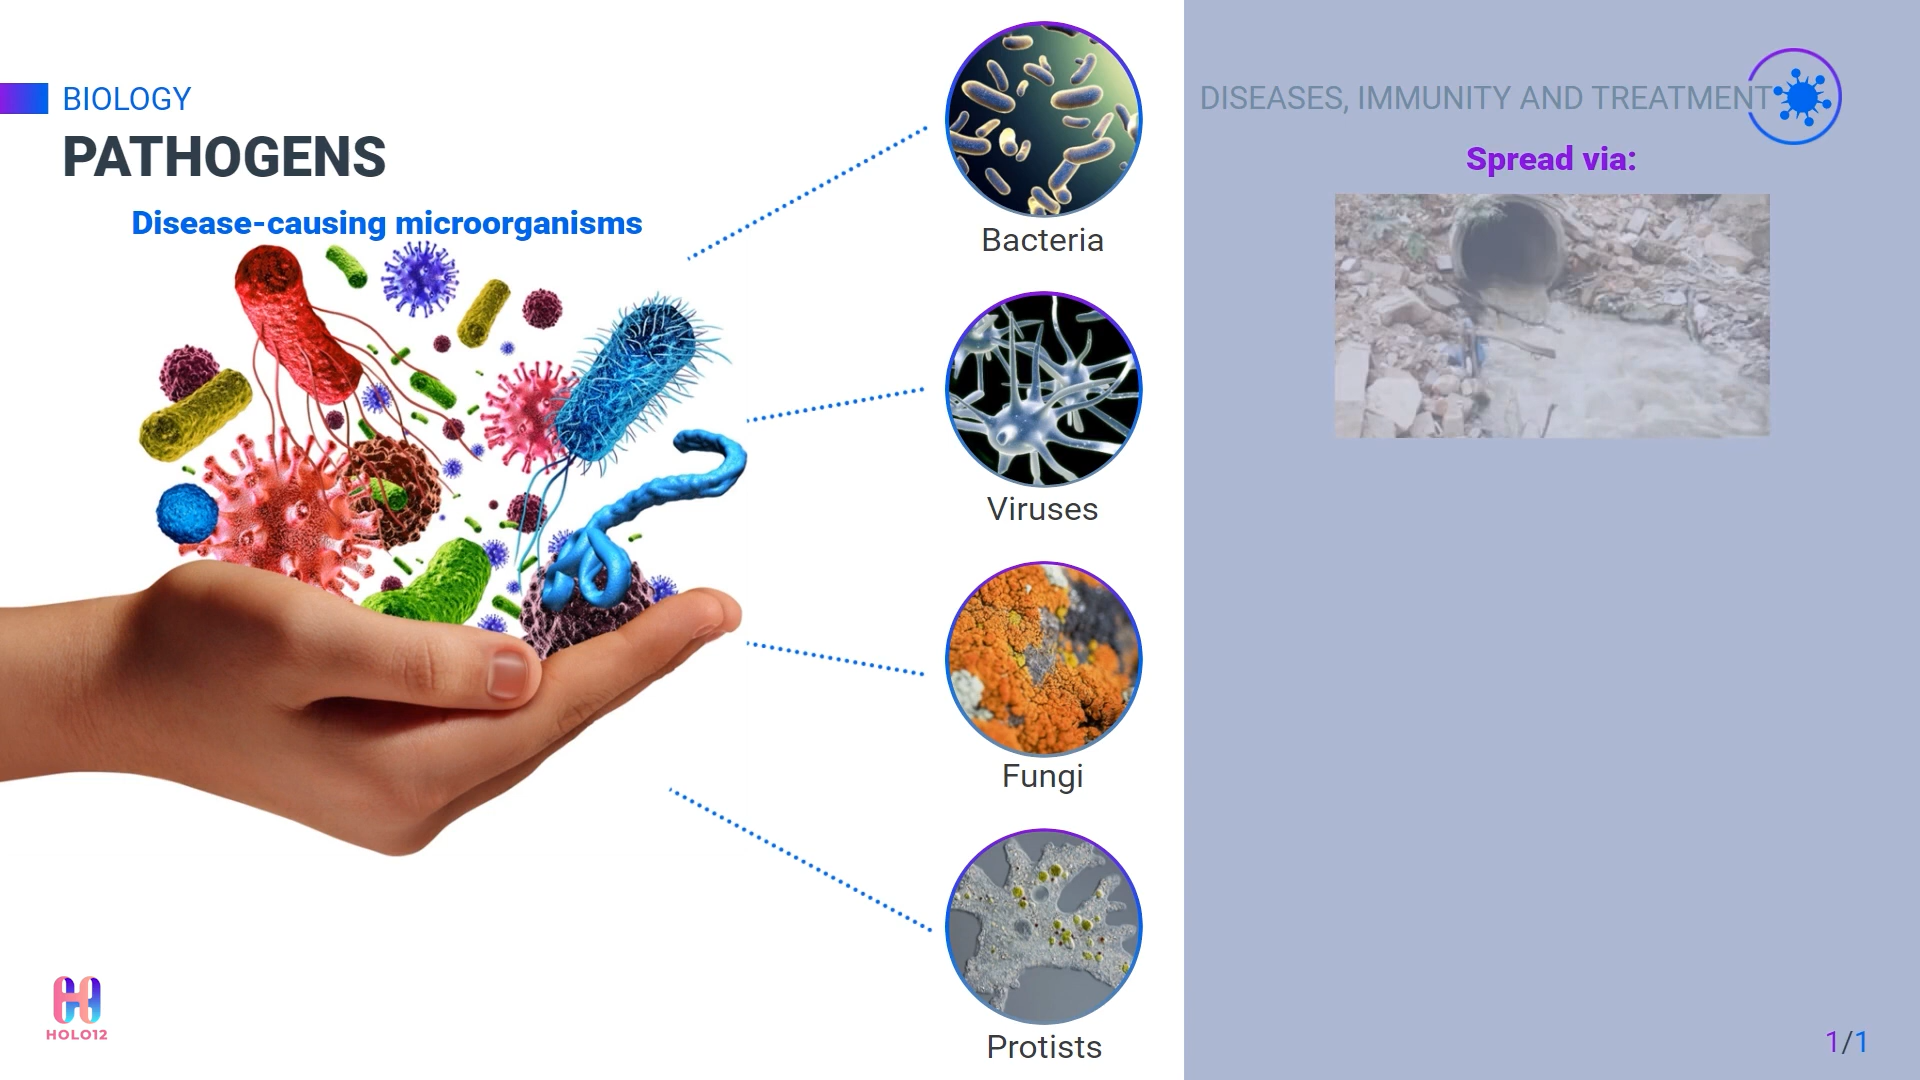 BIOLOGY
PATHOGENS
Disease-causing microorganisms
Bacteria
Viruses
Fungi
Protists
DISEASES, IMMUNITY AND TREATMENT
Spread via:
HOLO12
1/1